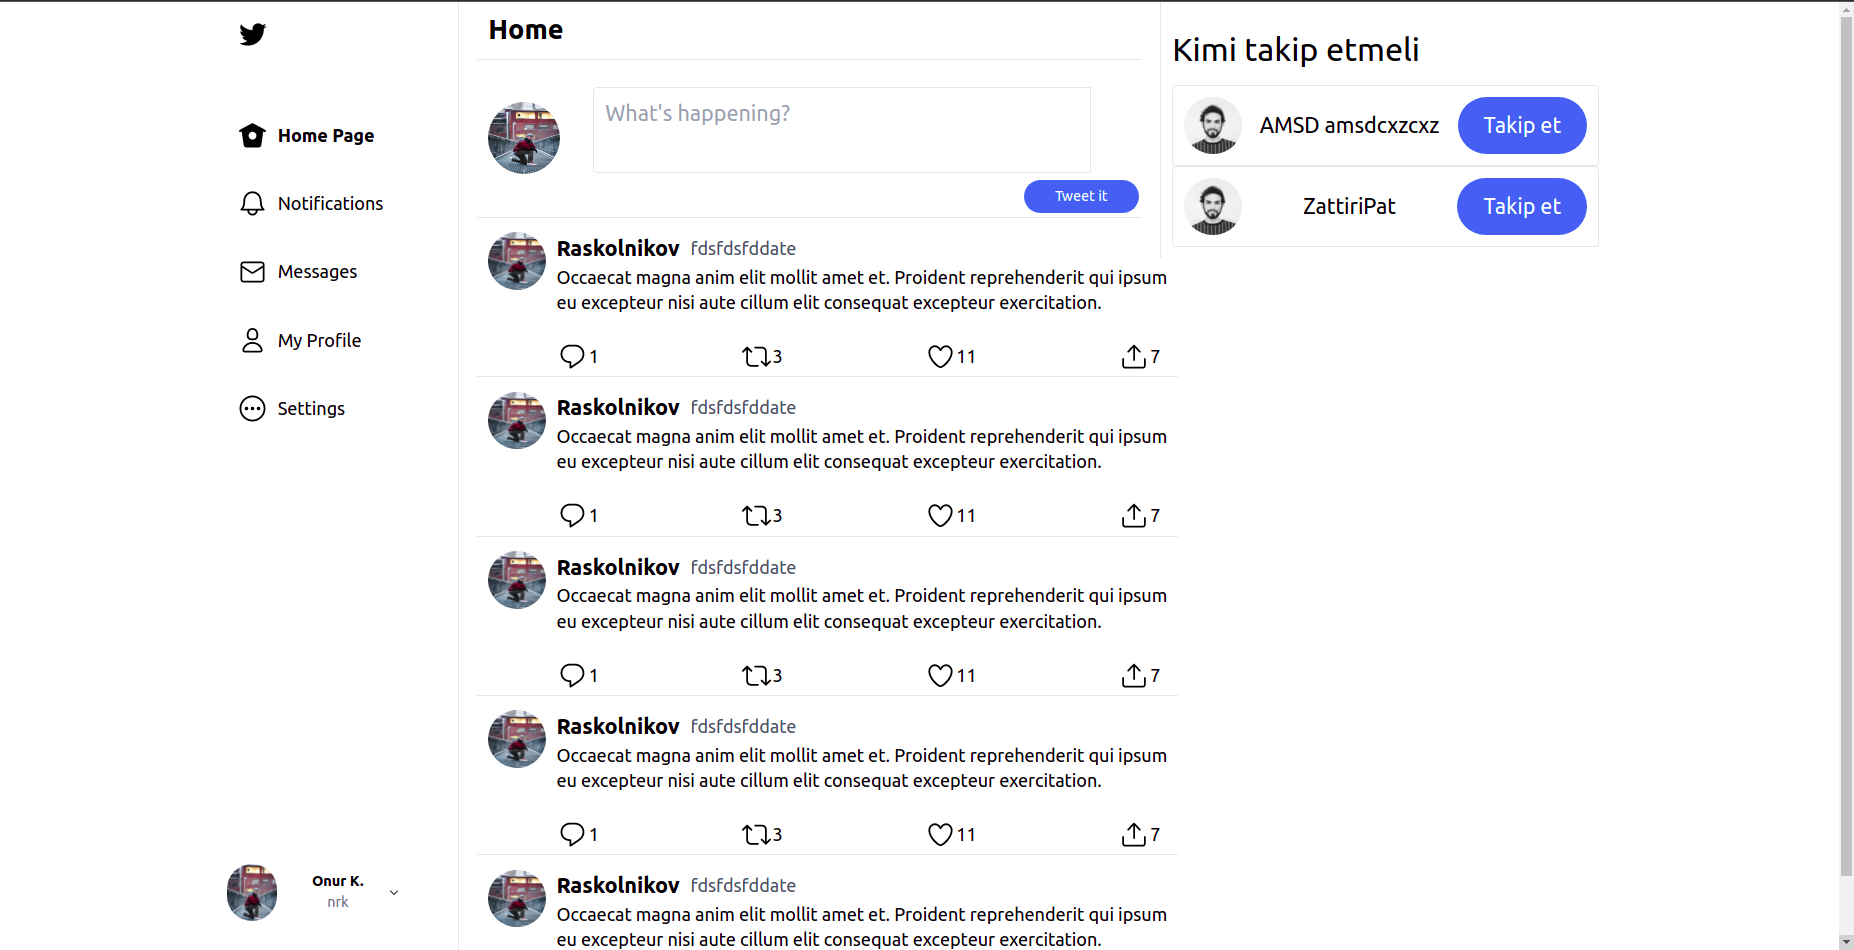 Home Page
Notifications
Messages
My Profile
Settings
Onur K.
nrk
Home
What's happening?
Tweet it
Raskolnikov fdsfdsfddate
Occaecat magna anim elit mollit amet et. Proident reprehenderit qui ipsum
eu excepteur nisi aute cillum elit consequat excepteur exercitation.
1 3 11 7
Raskolnikov fdsfdsfddate
Occaecat magna anim elit mollit amet et. Proident reprehenderit qui ipsum
eu excepteur nisi aute cillum elit consequat excepteur exercitation.
1 3 11 7
Raskolnikov fdsfdsfddate
Occaecat magna anim elit mollit amet et. Proident reprehenderit qui ipsum
eu excepteur nisi aute cillum elit consequat excepteur exercitation.
1 3 11 7
Raskolnikov fdsfdsfddate
Occaecat magna anim elit mollit amet et. Proident reprehenderit qui ipsum
eu excepteur nisi aute cillum elit consequat excepteur exercitation.
1 3 11 7
Raskolnikov fdsfdsfddate
Occaecat magna anim elit mollit amet et. Proident reprehenderit qui ipsum
eu excepteur nisi aute cillum elit consequat excepteur exercitation.
Kimi takip etmeli
AMSD amsdcxzcxz Takip et
ZattiriPat Takip et